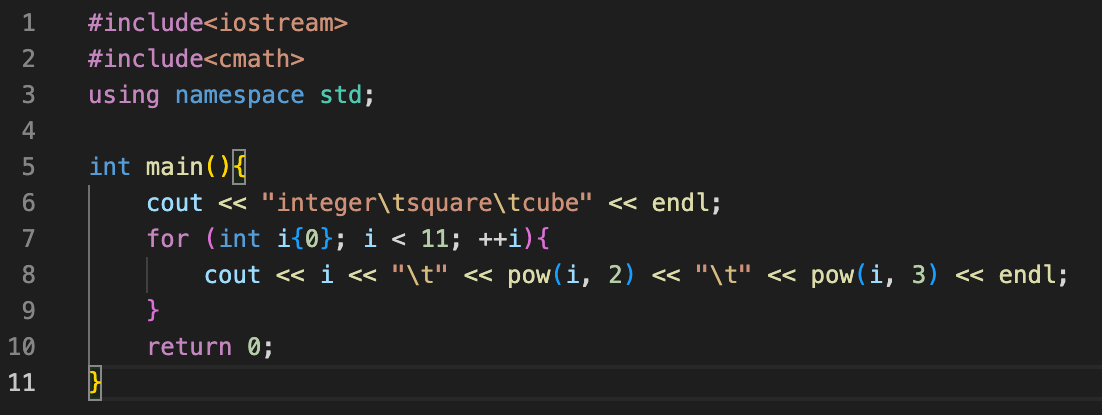 1 #include<iostream>
2 #include<cmath>
3 using namespace std;
4
5 int main(){
6     cout << "integer\tsquare\tcube" << endl;
7     for (int i{0}; i < 11; ++i){
8         cout << i << "\t" << pow(i, 2) << "\t" << pow(i, 3) << endl;
9     }
10     return 0;
11 }